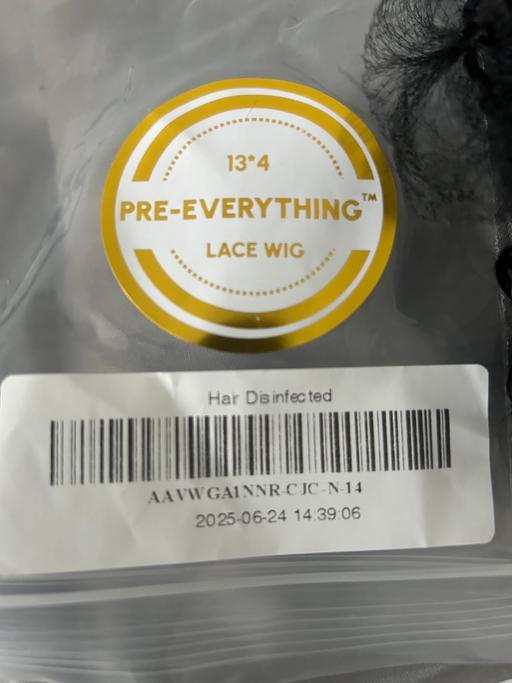 13*4
PRE-EVERYTHING™
LACE WIG
Hair Disinfected
AAVWGA1NNR-CJC-N-14
2025-06-24 14:39:06